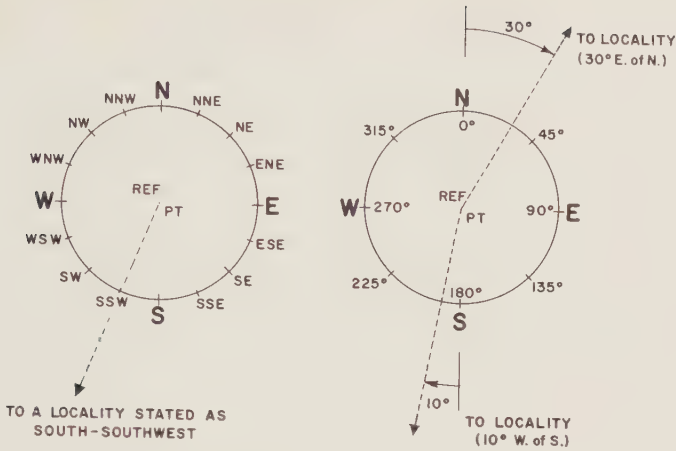 N
NNW
NNE
NW
NE
WNW
ENE
W
E
REF
PT
WSW
ESE
SW
SE
SSW
SSE
S
TO A LOCALITY STATED AS
SOUTH-SOUTHWEST
30°
TO LOCALITY
(30° E. of N.)
N
0°
315°
45°
W
270°
REF
PT
90°
E
225°
180°
135°
S
10°
TO LOCALITY
(10° W. of S.)